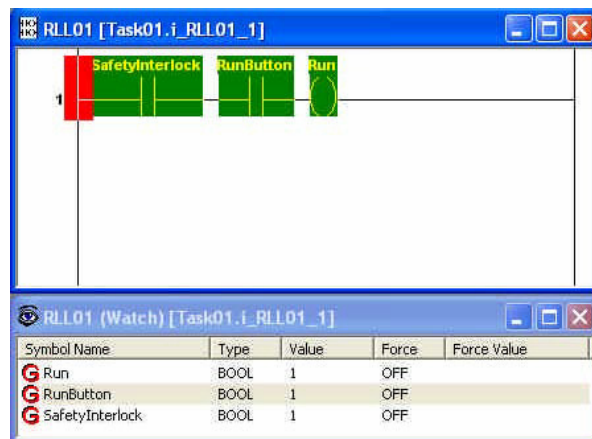 RLL01 [Task01.i_RLL01_1]
SafetyInterlock RunButton Run
1
RLL01 (Watch) [Task01.i_RLL01_1]
Symbol Name Type Value Force Force Value
G Run BOOL 1 OFF
G RunButton BOOL 1 OFF
G SafetyInterlock BOOL 1 OFF